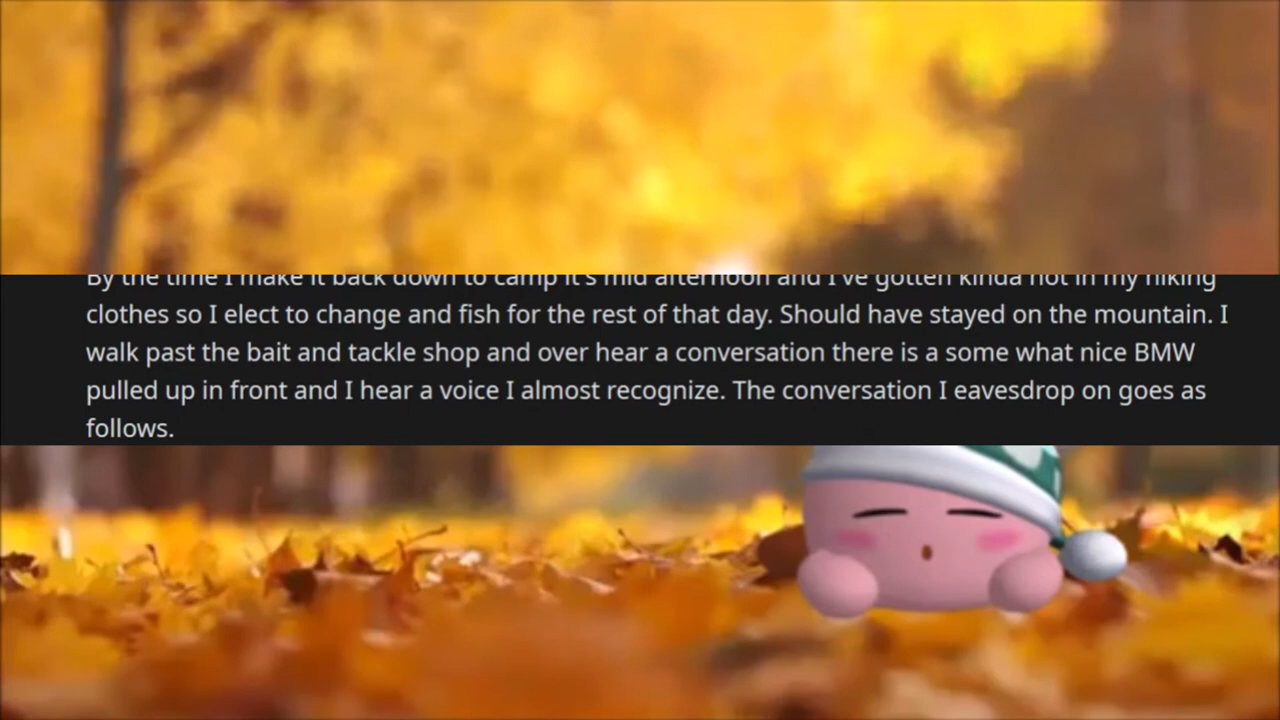 By the time I make it back down to camp it's mid afternoon and I've gotten kinda hot in my hiking
clothes so I elect to change and fish for the rest of that day. Should have stayed on the mountain. I
walk past the bait and tackle shop and over hear a conversation there is a some what nice BMW
pulled up in front and I hear a voice I almost recognize. The conversation I eavesdrop on goes as
follows.